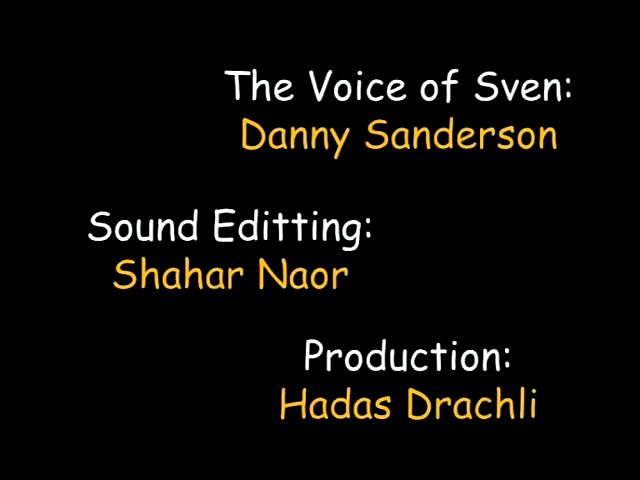 The Voice of Sven:
Danny Sanderson
Sound Editting:
Shahar Naor
Production:
Hadas Drachli